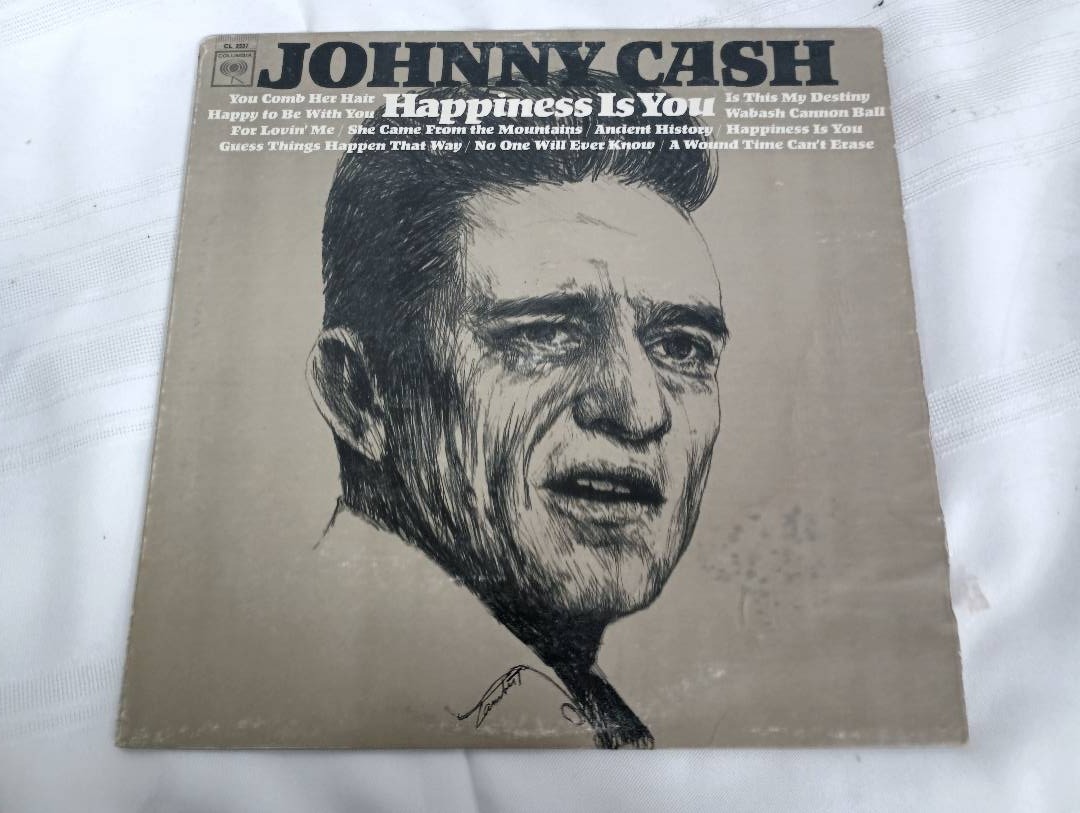 CL 2537
COLUMBIA
JOHNNY CASH
You Comb Her Hair
Happy to Be With You
Happiness Is You
Is This My Destiny
Wabash Cannon Ball
For Lovin' Me / She Came From the Mountains / Ancient History / Happiness Is You
Guess Things Happen That Way / No One Will Ever Know / A Wound Time Can't Erase